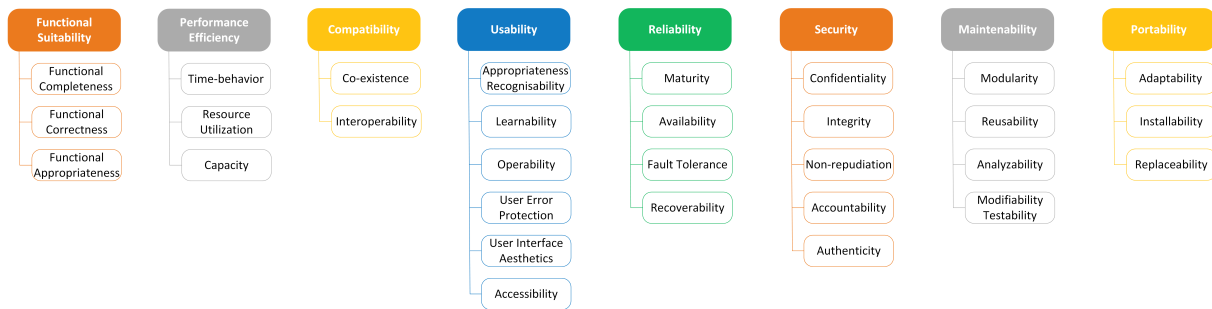 Functional
Suitability
Functional
Completeness
Functional
Correctness
Functional
Appropriateness
Performance
Efficiency
Time-behavior
Resource
Utilization
Capacity
Compatibility
Co-existence
Interoperability
Usability
Appropriateness
Recognisability
Learnability
Operability
User Error
Protection
User Interface
Aesthetics
Accessibility
Reliability
Maturity
Availability
Fault Tolerance
Recoverability
Security
Confidentiality
Integrity
Non-repudiation
Accountability
Authenticity
Maintenability
Modularity
Reusability
Analyzability
Modifiability
Testability
Portability
Adaptability
Installability
Replaceability